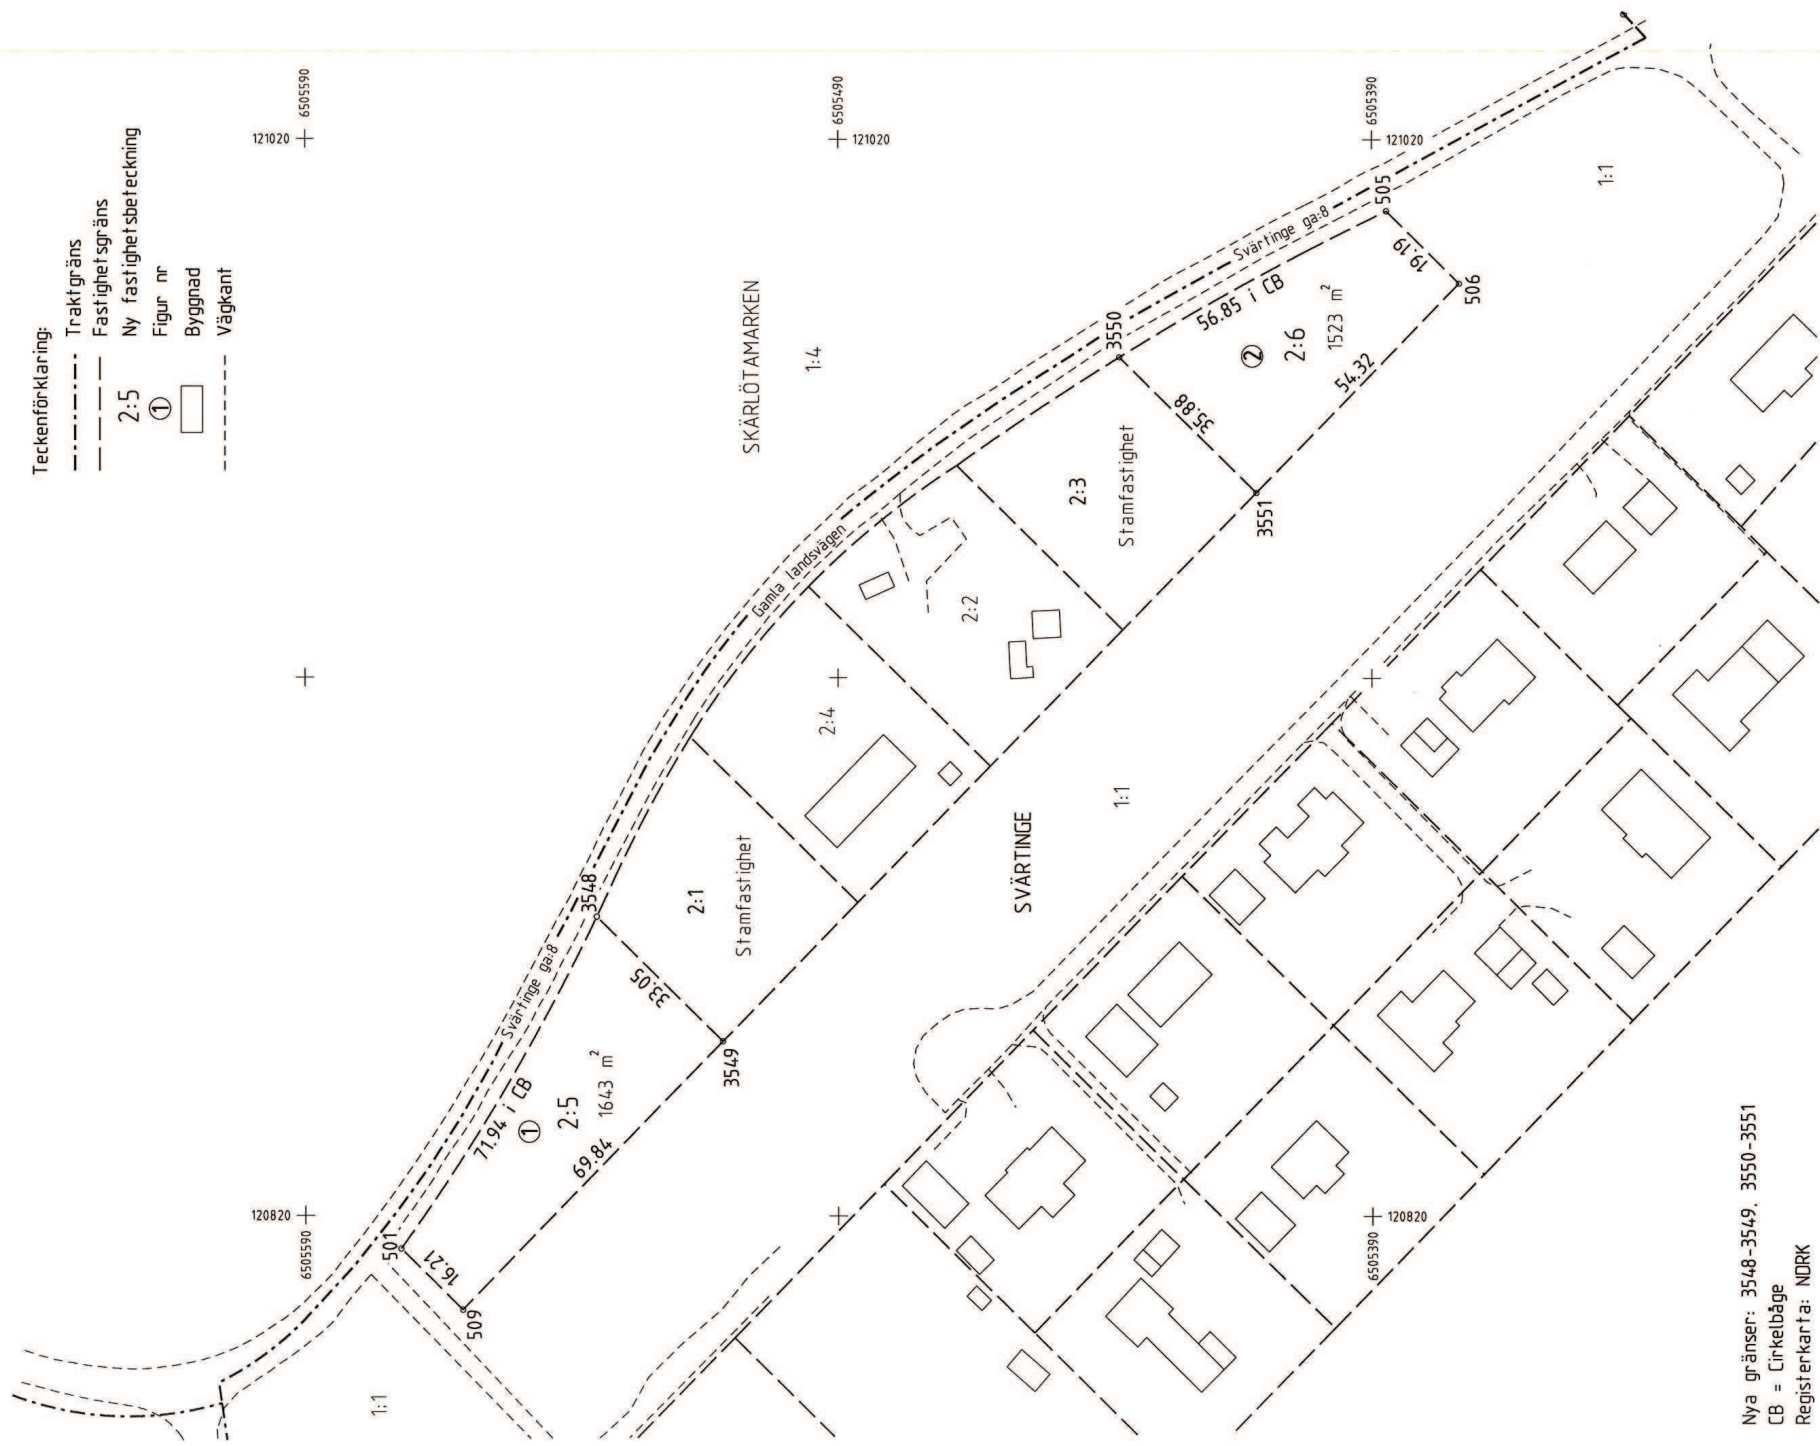 Teckenförklaring:
Traktgräns
Fastighetsgräns
2:5 Ny fastighetsbeteckning
1 Figur nr
Byggnad
Vägkant
6505590
121020
6505490
121020
6505390
121020
SKÄRLÖTAMARKEN
1:4
Svärtinge ga:8
505
1:1
19.19
506
3550
56.85 i CB
2
2:6
1523 m²
54.32
35.88
2:3
Stamfastighet
3551
Gamla landsvägen
2:2
2:4
1:1
SVÄRTINGE
3548
2:1
Stamfastighet
33.05
3549
Svärtinge ga:8
71.94 i CB
1
2:5
1643 m²
69.84
501
16.21
509
120820
6505590
120820
6505390
1:1
Nya gränser: 3548-3549, 3550-3551
CB = Cirkelbåge
Registerkarta: NDRK